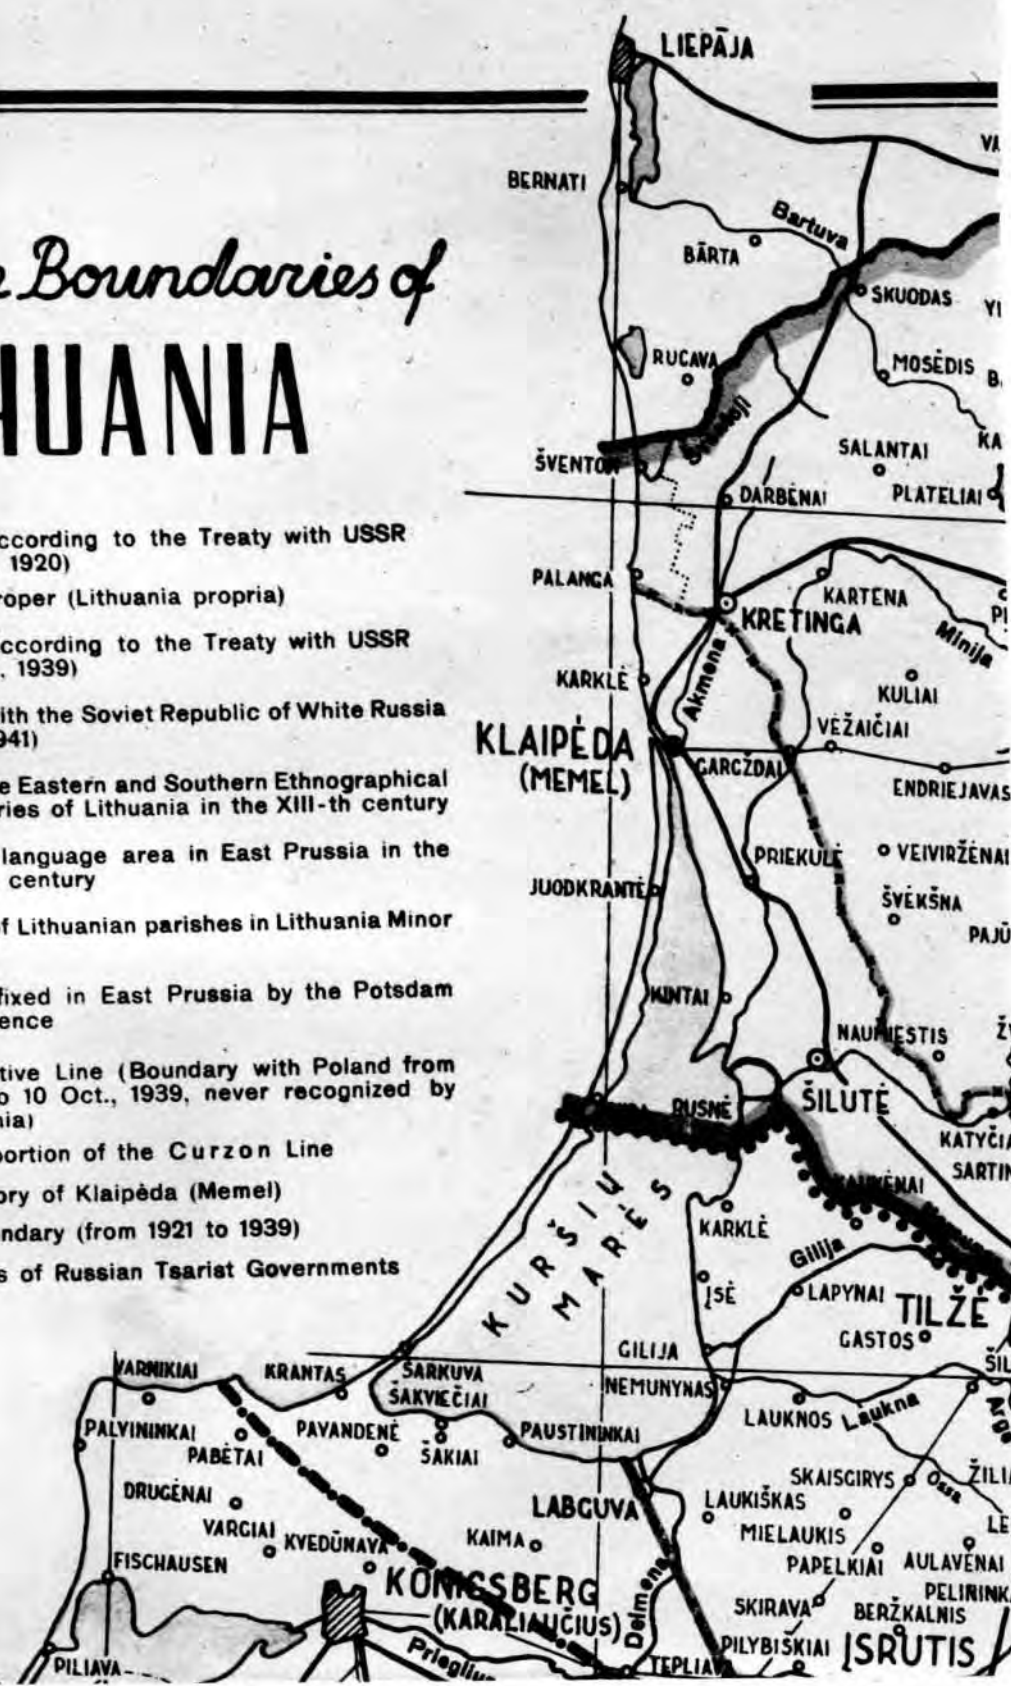 LIEPĀJA
BERNATI
Bartuva
BĀRTA
e Boundaries of
SKUODAS
HUANIA
RUCAVA
MOSĖDIS
SALANTAI
DARBĖNAI
PLATELIAI
ccording to the Treaty with USSR
1920)
PALANGA
roper (Lithuania propria)
KARTENA
KRETINGA
Minija
ccording to the Treaty with USSR
, 1939)
Akmena
KARKLĖ
KULIAI
ith the Soviet Republic of White Russia
941)
VĖŽAIČIAI
KLAIPĖDA
(MEMEL)
GARGŽDAI
ENDRIEJAVAS
e Eastern and Southern Ethnographical
ries of Lithuania in the XIII-th century
language area in East Prussia in the
century
PRIEKULĖ
VEIVIRŽĖNAI
JUODKRANTĖ
ŠVĖKŠNA
PAJŪ
f Lithuanian parishes in Lithuania Minor
fixed in East Prussia by the Potsdam
ence
KINTAI
NAUMIESTIS
tive Line (Boundary with Poland from
o 10 Oct., 1939, never recognized by
nia)
RUSNĖ
ŠILUTĖ
KATYČIA
SARTIN
portion of the Curzon Line
ory of Klaipėda (Memel)
ndary (from 1921 to 1939)
s of Russian Tsarist Governments
KURŠIŲ
MARĖS
KARKLĖ
Gilija
ĮSĖ
LAPYNAI
TILŽĖ
GASTOS
GILIJA
VARNIKIAI
KRANTAS
SARKUVA
NEMUNYNAS
ŠAKVIEČIAI
LAUKNOS
Laukna
PALVININKAI
PAVANDENĖ
PAUSTININKAI
PABĖTAI
ŠAKIAI
SKAISGIRYS
Ossa
DRUGĖNAI
LABGUVA
LAUKIŠKAS
VARGIAI
KVEDŪNAVA
KAIMA
MIELAUKIS
PAPELKIAI
AULAVĖNAI
FISCHAUSEN
KÖNIGSBERG
(KARALIAUČIUS)
Deimena
SKIRAVA
BERŽKALNIS
PELININK
PILYBIŠKIAI
ĮSRUTIS
PILIAVA
Prieglius
TEPLIAVA